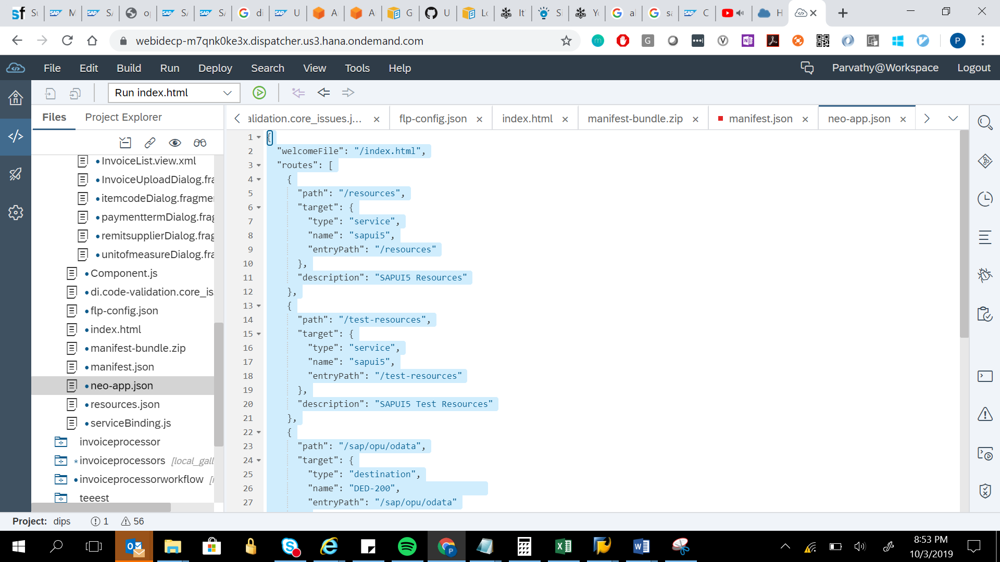 Su
M
SA
o
SA
SA
di
U
A
A
G
U
Lo
It'
Si
Yo
al
sa
C
H
webidecp-m7qnk0ke3x.dispatcher.us3.hana.ondemand.com
P
File Edit Build Run Deploy Search View Tools Help
Parvathy@Workspace Logout
Run index.html
Files Project Explorer
alidation.core_issues.j... flp-config.json index.html manifest-bundle.zip manifest.json neo-app.json
InvoiceList.view.xml
InvoiceUploadDialog.fra
itemcodeDialog.fragme
paymenttermDialog.frag
remitsupplierDialog.frag
unitofmeasureDialog.fra
Component.js
di.code-validation.core_is
flp-config.json
index.html
manifest-bundle.zip
manifest.json
neo-app.json
resources.json
serviceBinding.js
invoiceprocessor
* invoiceprocessors [local_gall
invoiceprocessorworkflow
teeest
1 {
2 "welcomeFile": "/index.html",
3 "routes": [
4 {
5 "path": "/resources",
6 "target": {
7 "type": "service",
8 "name": "sapui5",
9 "entryPath": "/resources"
10 },
11 "description": "SAPUI5 Resources"
12 },
13 {
14 "path": "/test-resources",
15 "target": {
16 "type": "service",
17 "name": "sapui5",
18 "entryPath": "/test-resources"
19 },
20 "description": "SAPUI5 Test Resources"
21 },
22 {
23 "path": "/sap/opu/odata",
24 "target": {
25 "type": "destination",
26 "name": "DED-200",
27 "entryPath": "/sap/opu/odata"
Project: dips 1 56
8:53 PM
10/3/2019